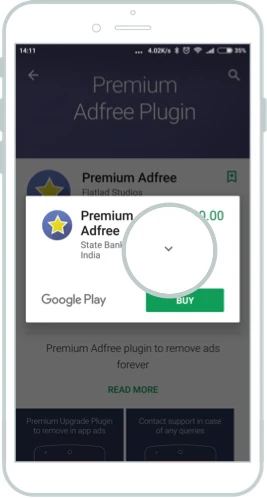 14:11
... 4.02K/s 35%
Premium
Adfree Plugin
Premium Adfree
Flatlad Studios
Premium
Adfree
0.00
State Bank
India
Google Play
BUY
Premium Adfree plugin to remove ads
forever
READ MORE
Premium Upgrade Plugin
to remove in app ads
Contact support in case
of any queries